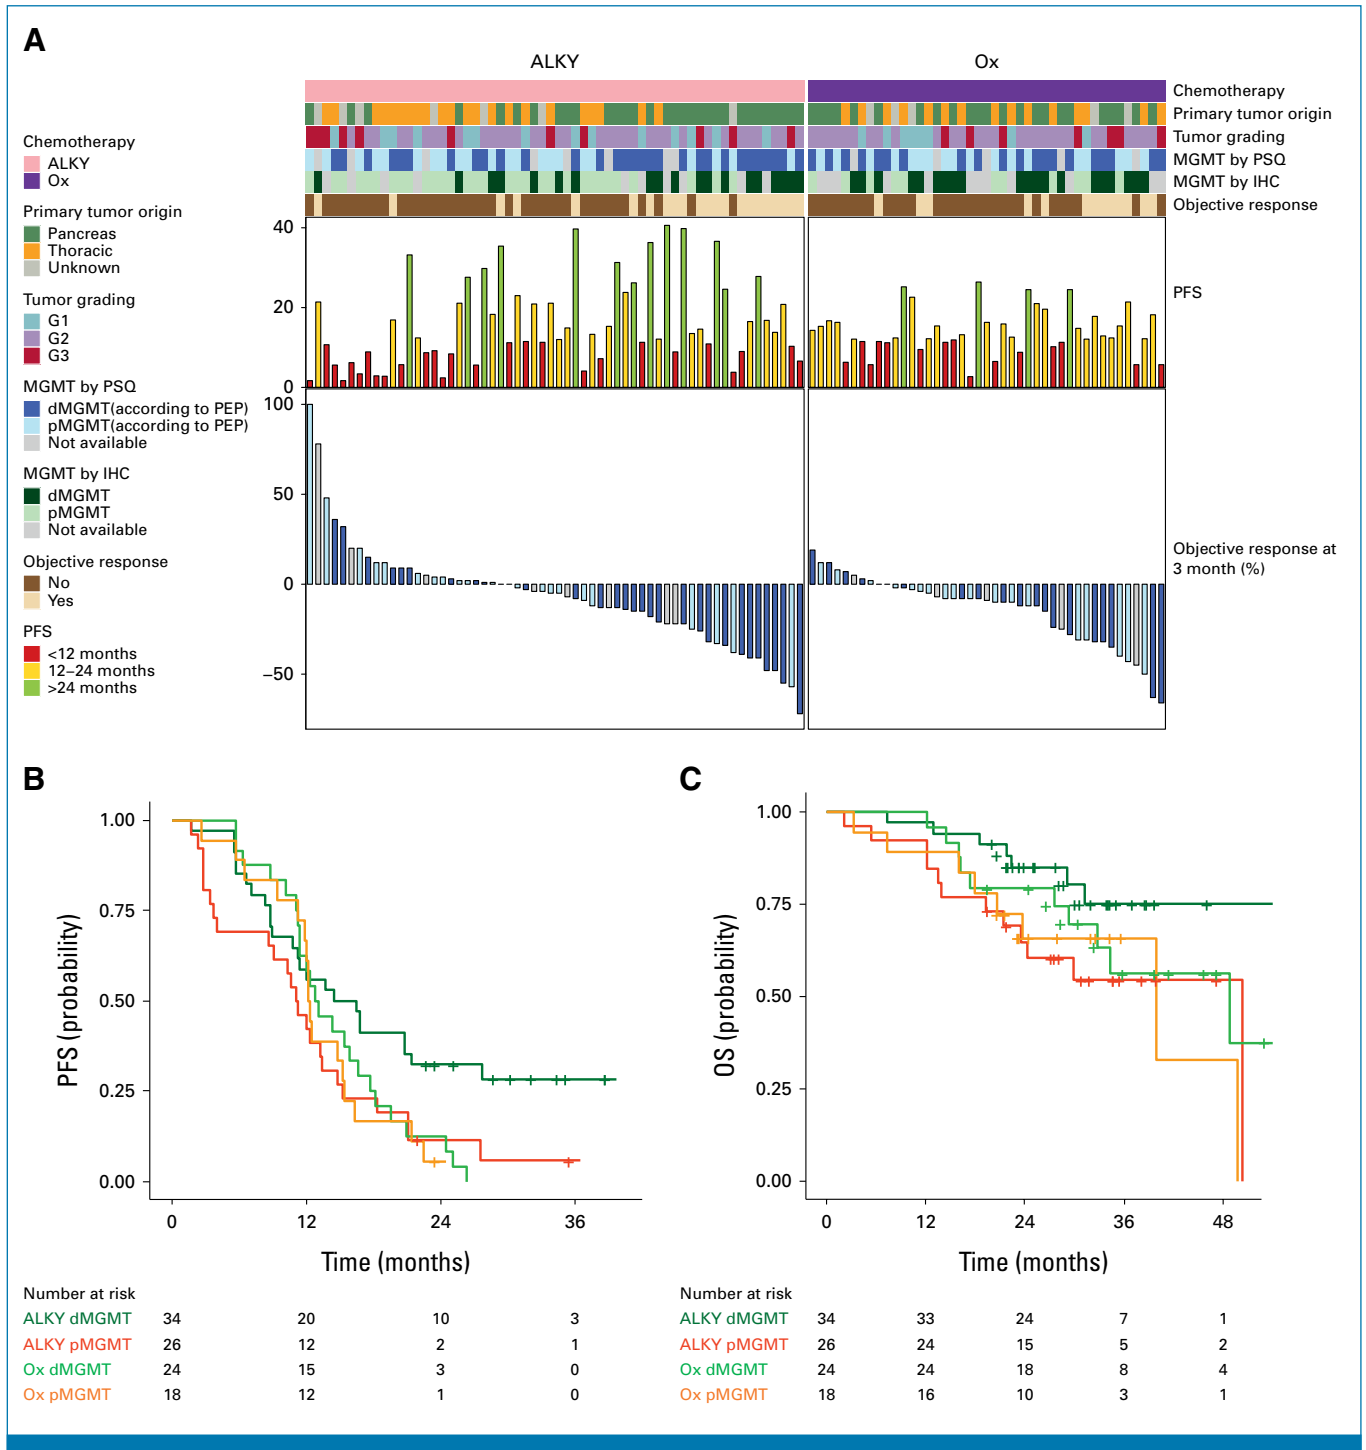 A
ALKY
Ox
Chemotherapy
Primary tumor origin
Tumor grading
MGMT by PSQ
MGMT by IHC
Objective response
Chemotherapy
ALKY
Ox
Primary tumor origin
Pancreas
Thoracic
Unknown
Tumor grading
G1
G2
G3
MGMT by PSQ
dMGMT(according to PEP)
pMGMT(according to PEP)
Not available
MGMT by IHC
dMGMT
pMGMT
Not available
Objective response
No
Yes
PFS
<12 months
12–24 months
>24 months
40
20
0
PFS
100
50
0
−50
Objective response at
3 month (%)
B
PFS (probability)
1.00
0.75
0.50
0.25
0.00
0 12 24 36
Time (months)
Number at risk
ALKY dMGMT 34 20 10 3
ALKY pMGMT 26 12 2 1
Ox dMGMT 24 15 3 0
Ox pMGMT 18 12 1 0
C
OS (probability)
1.00
0.75
0.50
0.25
0.00
0 12 24 36 48
Time (months)
Number at risk
ALKY dMGMT 34 33 24 7 1
ALKY pMGMT 26 24 15 5 2
Ox dMGMT 24 24 18 8 4
Ox pMGMT 18 16 10 3 1